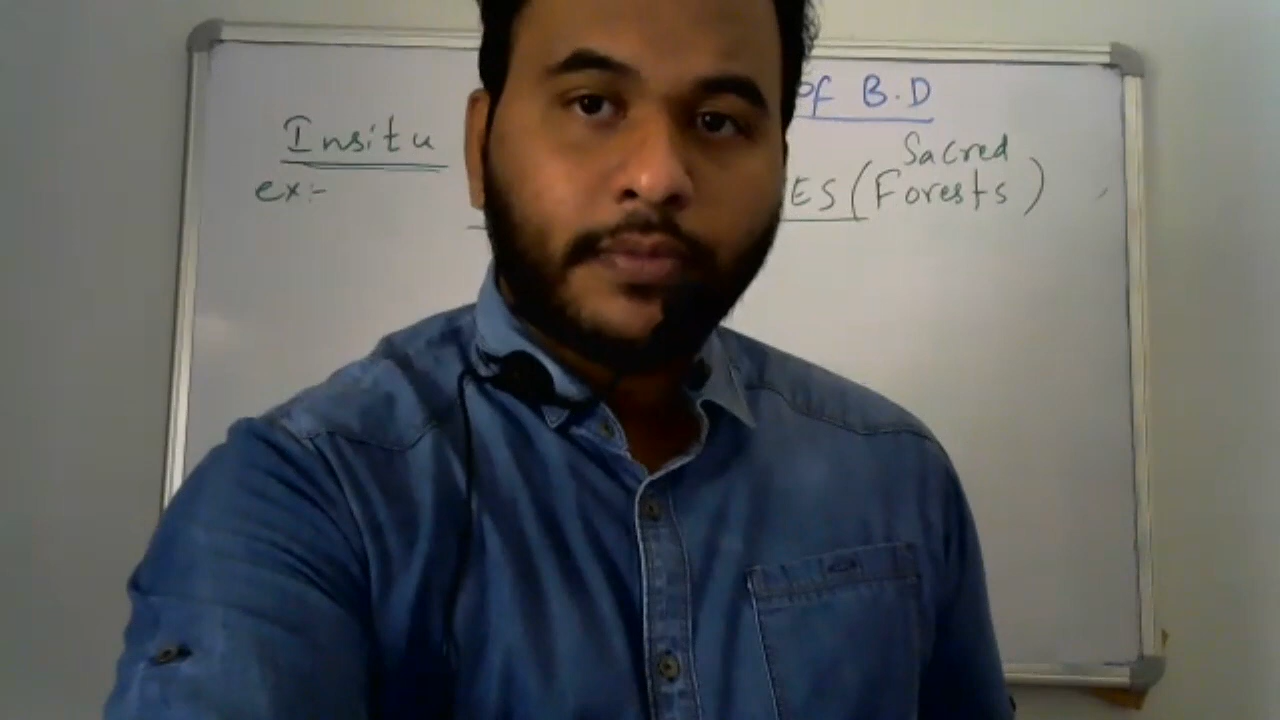 of B.D
Insitu
Sacred
ex:- ES (Forests)